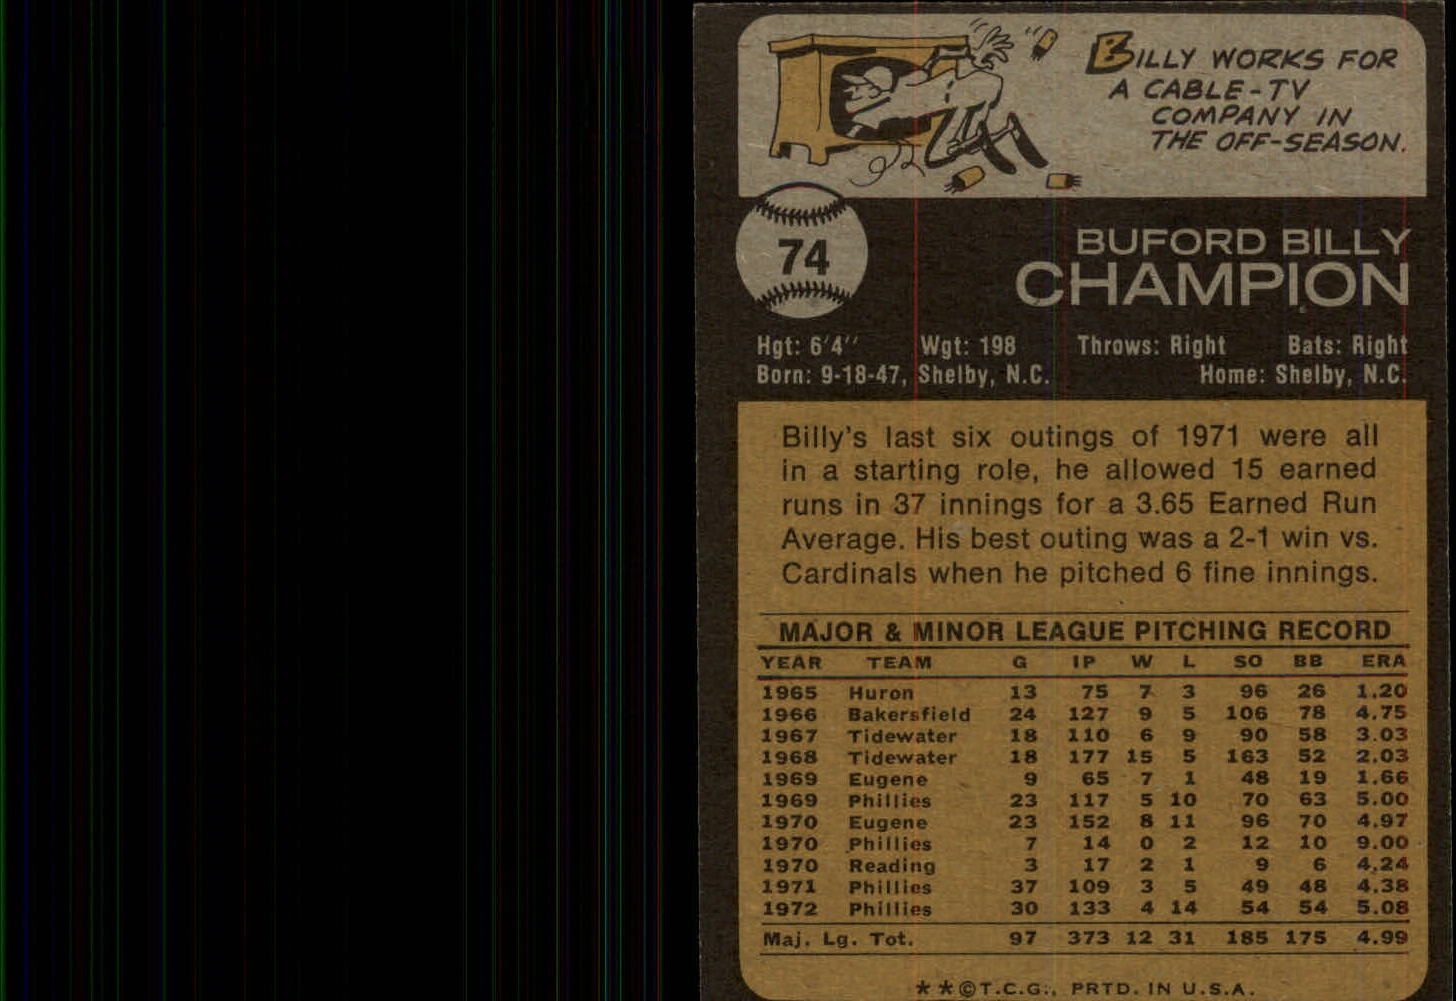 BILLY WORKS FOR
A CABLE-TV
COMPANY IN
THE OFF-SEASON.
74
BUFORD BILLY
CHAMPION
Hgt: 6'4'' Wgt: 198 Throws: Right Bats: Right
Born: 9-18-47, Shelby, N.C. Home: Shelby, N.C.
Billy's last six outings of 1971 were all
in a starting role, he allowed 15 earned
runs in 37 innings for a 3.65 Earned Run
Average. His best outing was a 2-1 win vs.
Cardinals when he pitched 6 fine innings.
MAJOR & MINOR LEAGUE PITCHING RECORD
YEAR TEAM G IP W L SO BB ERA
1965 Huron 13 75 7 3 96 26 1.20
1966 Bakersfield 24 127 9 5 106 78 4.75
1967 Tidewater 18 110 6 9 90 58 3.03
1968 Tidewater 18 177 15 5 163 52 2.03
1969 Eugene 9 65 7 1 48 19 1.66
1969 Phillies 23 117 5 10 70 63 5.00
1970 Eugene 23 152 8 11 96 70 4.97
1970 Phillies 7 14 0 2 12 10 9.00
1970 Reading 3 17 2 1 9 6 4.24
1971 Phillies 37 109 3 5 49 48 4.38
1972 Phillies 30 133 4 14 54 54 5.08
Maj. Lg. Tot. 97 373 12 31 185 175 4.99
**©T.C.G., PRTD. IN U.S.A.